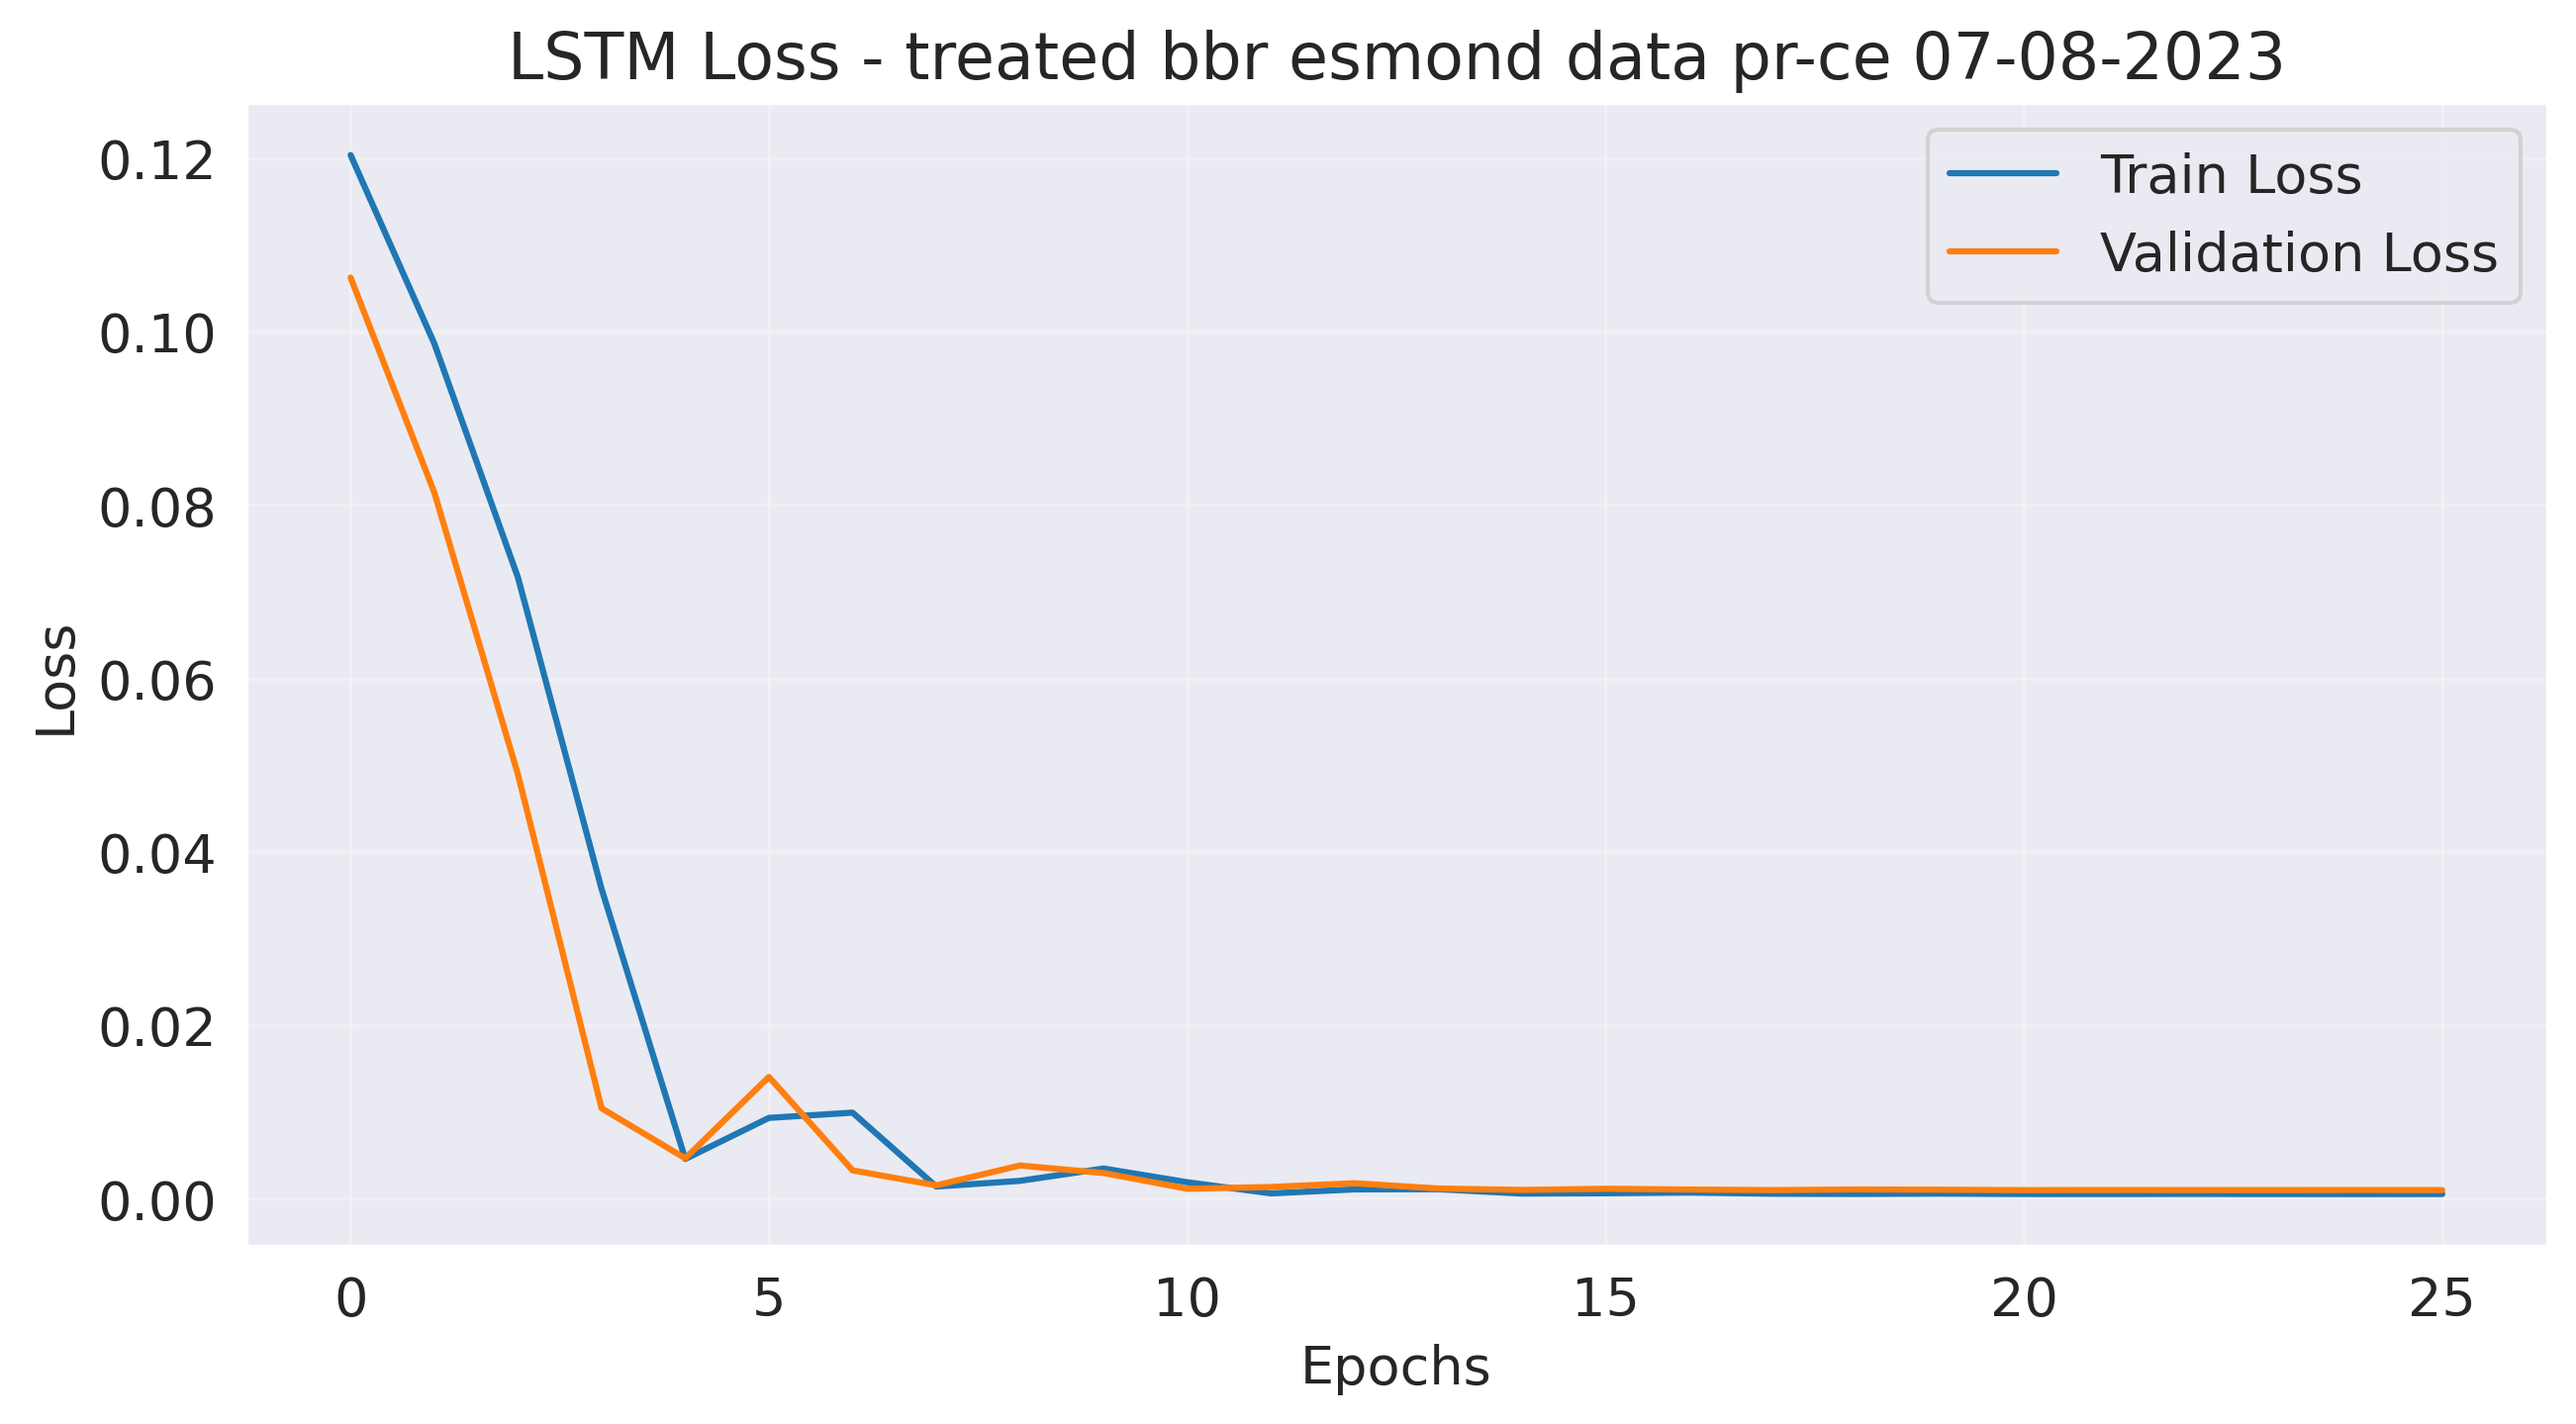 LSTM Loss - treated bbr esmond data pr-ce 07-08-2023
Train Loss
Validation Loss
0.12
0.10
0.08
0.06
0.04
0.02
0.00
Loss
0 5 10 15 20 25
Epochs